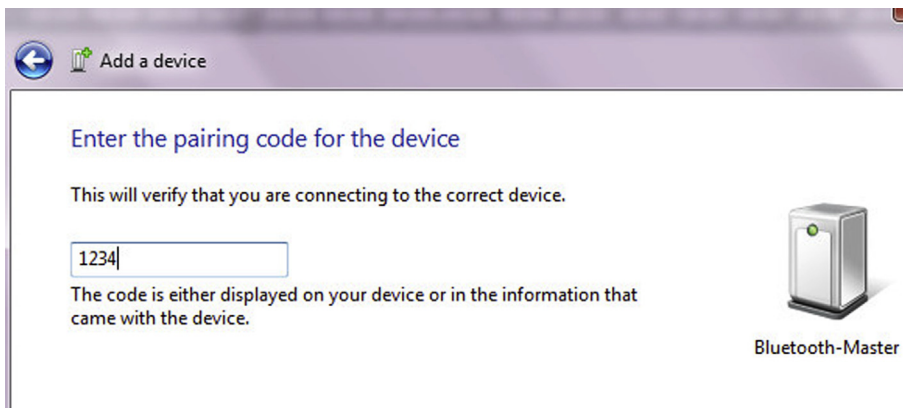 Add a device
Enter the pairing code for the device
This will verify that you are connecting to the correct device.
1234
The code is either displayed on your device or in the information that
came with the device.
Bluetooth-Master